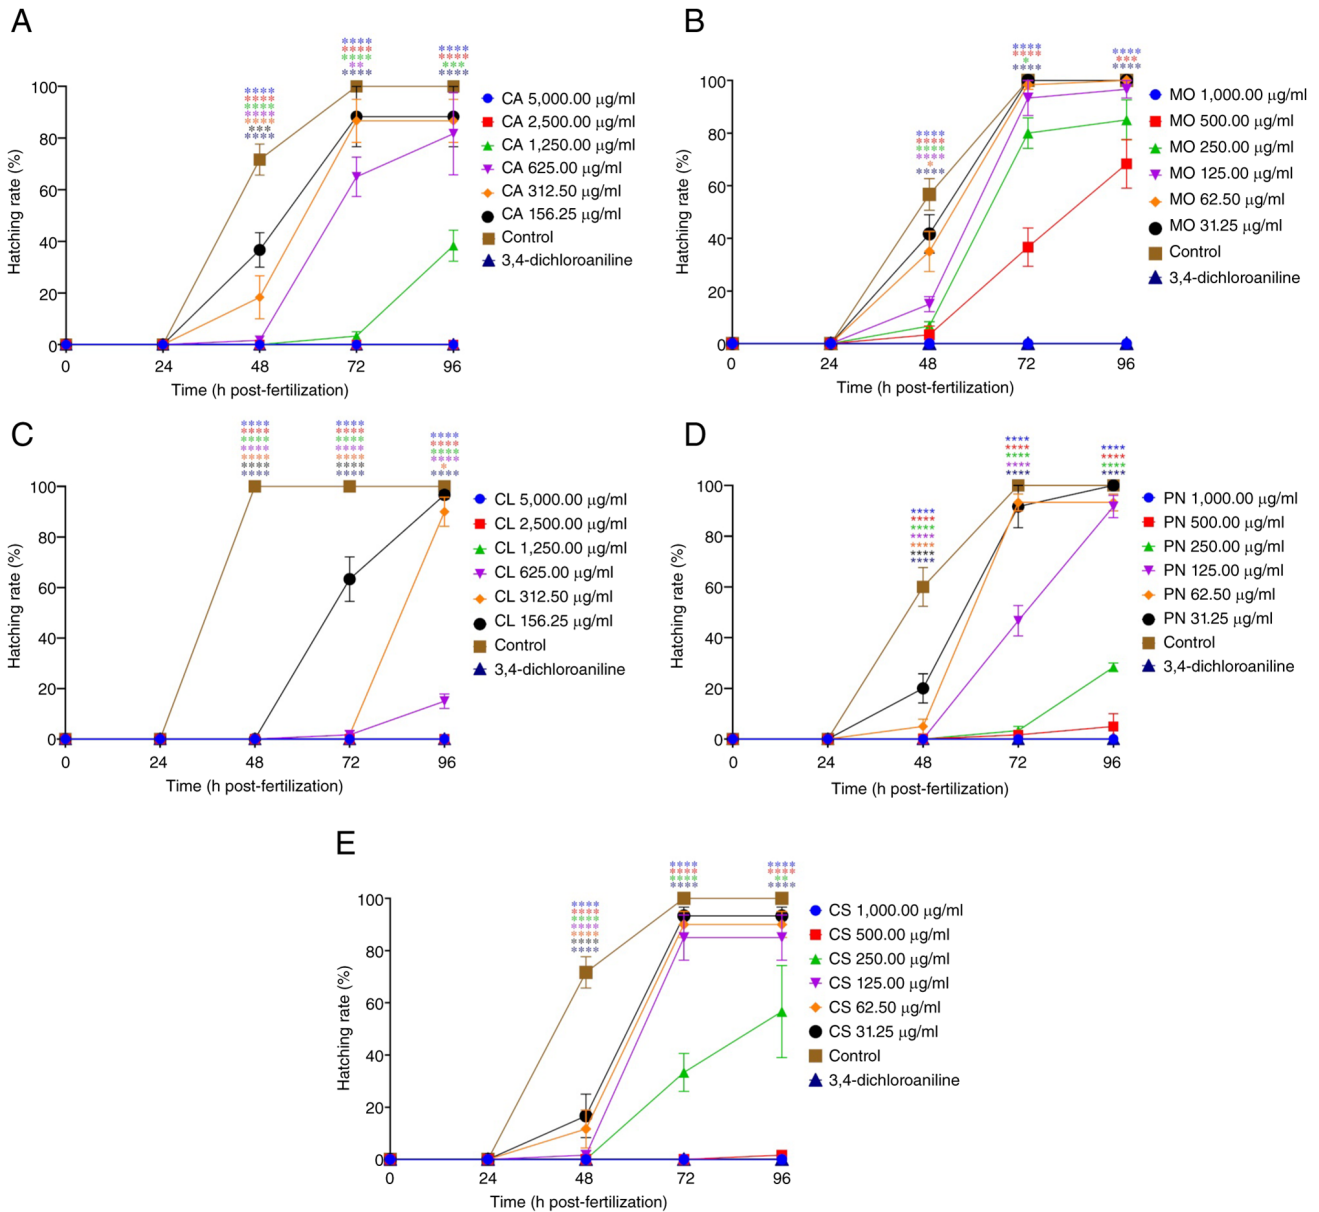 A
100
80
60
40
20
0
Hatching rate (%)
0 24 48 72 96
Time (h post-fertilization)
CA 5,000.00 μg/ml
CA 2,500.00 μg/ml
CA 1,250.00 μg/ml
CA 625.00 μg/ml
CA 312.50 μg/ml
CA 156.25 μg/ml
Control
3,4-dichloroaniline
B
100
80
60
40
20
0
Hatching rate (%)
0 24 48 72 96
Time (h post-fertilization)
MO 1,000.00 μg/ml
MO 500.00 μg/ml
MO 250.00 μg/ml
MO 125.00 μg/ml
MO 62.50 μg/ml
MO 31.25 μg/ml
Control
3,4-dichloroaniline
C
100
80
60
40
20
0
Hatching rate (%)
0 24 48 72 96
Time (h post-fertilization)
CL 5,000.00 μg/ml
CL 2,500.00 μg/ml
CL 1,250.00 μg/ml
CL 625.00 μg/ml
CL 312.50 μg/ml
CL 156.25 μg/ml
Control
3,4-dichloroaniline
D
100
80
60
40
20
0
Hatching rate (%)
0 24 48 72 96
Time (h post-fertilization)
PN 1,000.00 μg/ml
PN 500.00 μg/ml
PN 250.00 μg/ml
PN 125.00 μg/ml
PN 62.50 μg/ml
PN 31.25 μg/ml
Control
3,4-dichloroaniline
E
100
80
60
40
20
0
Hatching rate (%)
0 24 48 72 96
Time (h post-fertilization)
CS 1,000.00 μg/ml
CS 500.00 μg/ml
CS 250.00 μg/ml
CS 125.00 μg/ml
CS 62.50 μg/ml
CS 31.25 μg/ml
Control
3,4-dichloroaniline